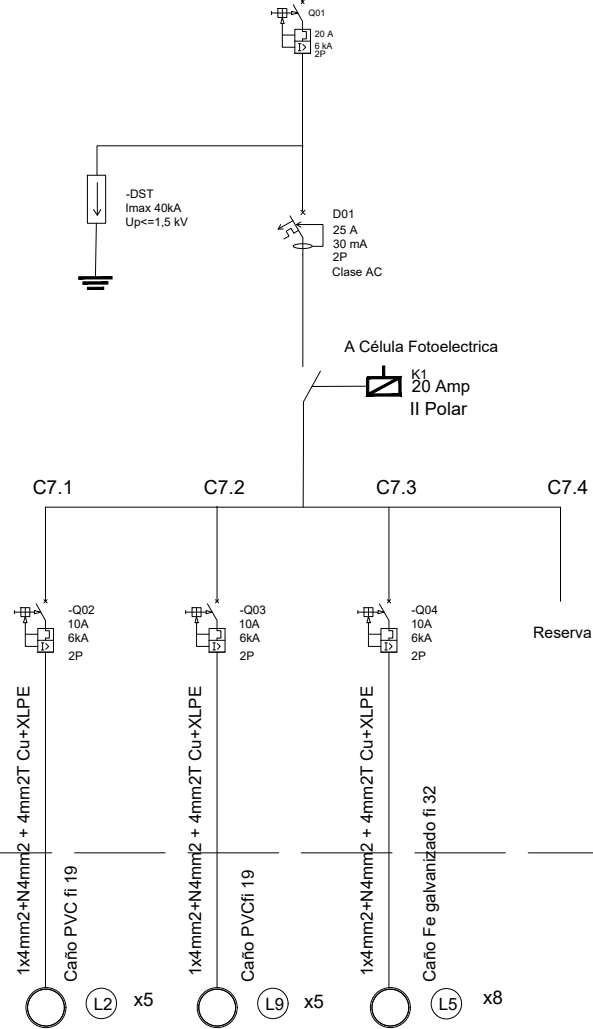 Q01
20 A
6 kA
2P
-DST
Imax 40kA
Up<=1,5 kV
D01
25 A
30 mA
2P
Clase AC
A Célula Fotoelectrica
K1
20 Amp
II Polar
C7.1
C7.2
C7.3
C7.4
-Q02
10A
6kA
2P
-Q03
10A
6kA
2P
-Q04
10A
6kA
2P
Reserva
1x4mm2+N4mm2 + 4mm2T Cu+XLPE
Caño PVC fi 19
1x4mm2+N4mm2 + 4mm2T Cu+XLPE
Caño PVCfi 19
1x4mm2+N4mm2 + 4mm2T Cu+XLPE
Caño Fe galvanizado fi 32
L2 x5
L9 x5
L5 x8